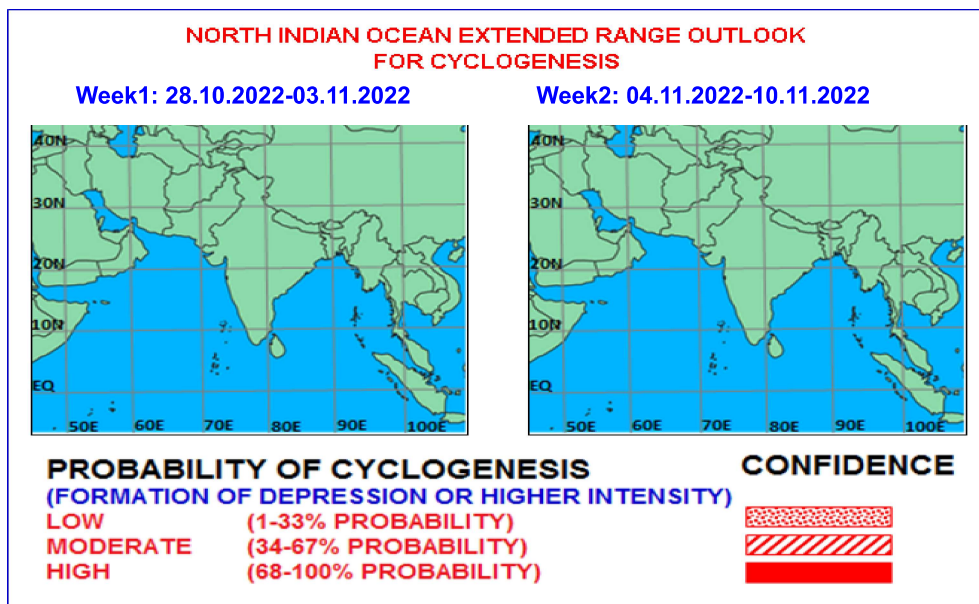 NORTH INDIAN OCEAN EXTENDED RANGE OUTLOOK
FOR CYCLOGENESIS
Week1: 28.10.2022-03.11.2022
Week2: 04.11.2022-10.11.2022
40N
30N
20N
10N
EQ
50E 60E 70E 80E 90E 100E
40N
30N
20N
10N
EQ
50E 60E 70E 80E 90E 100E
PROBABILITY OF CYCLOGENESIS
CONFIDENCE
(FORMATION OF DEPRESSION OR HIGHER INTENSITY)
LOW (1-33% PROBABILITY)
MODERATE (34-67% PROBABILITY)
HIGH (68-100% PROBABILITY)